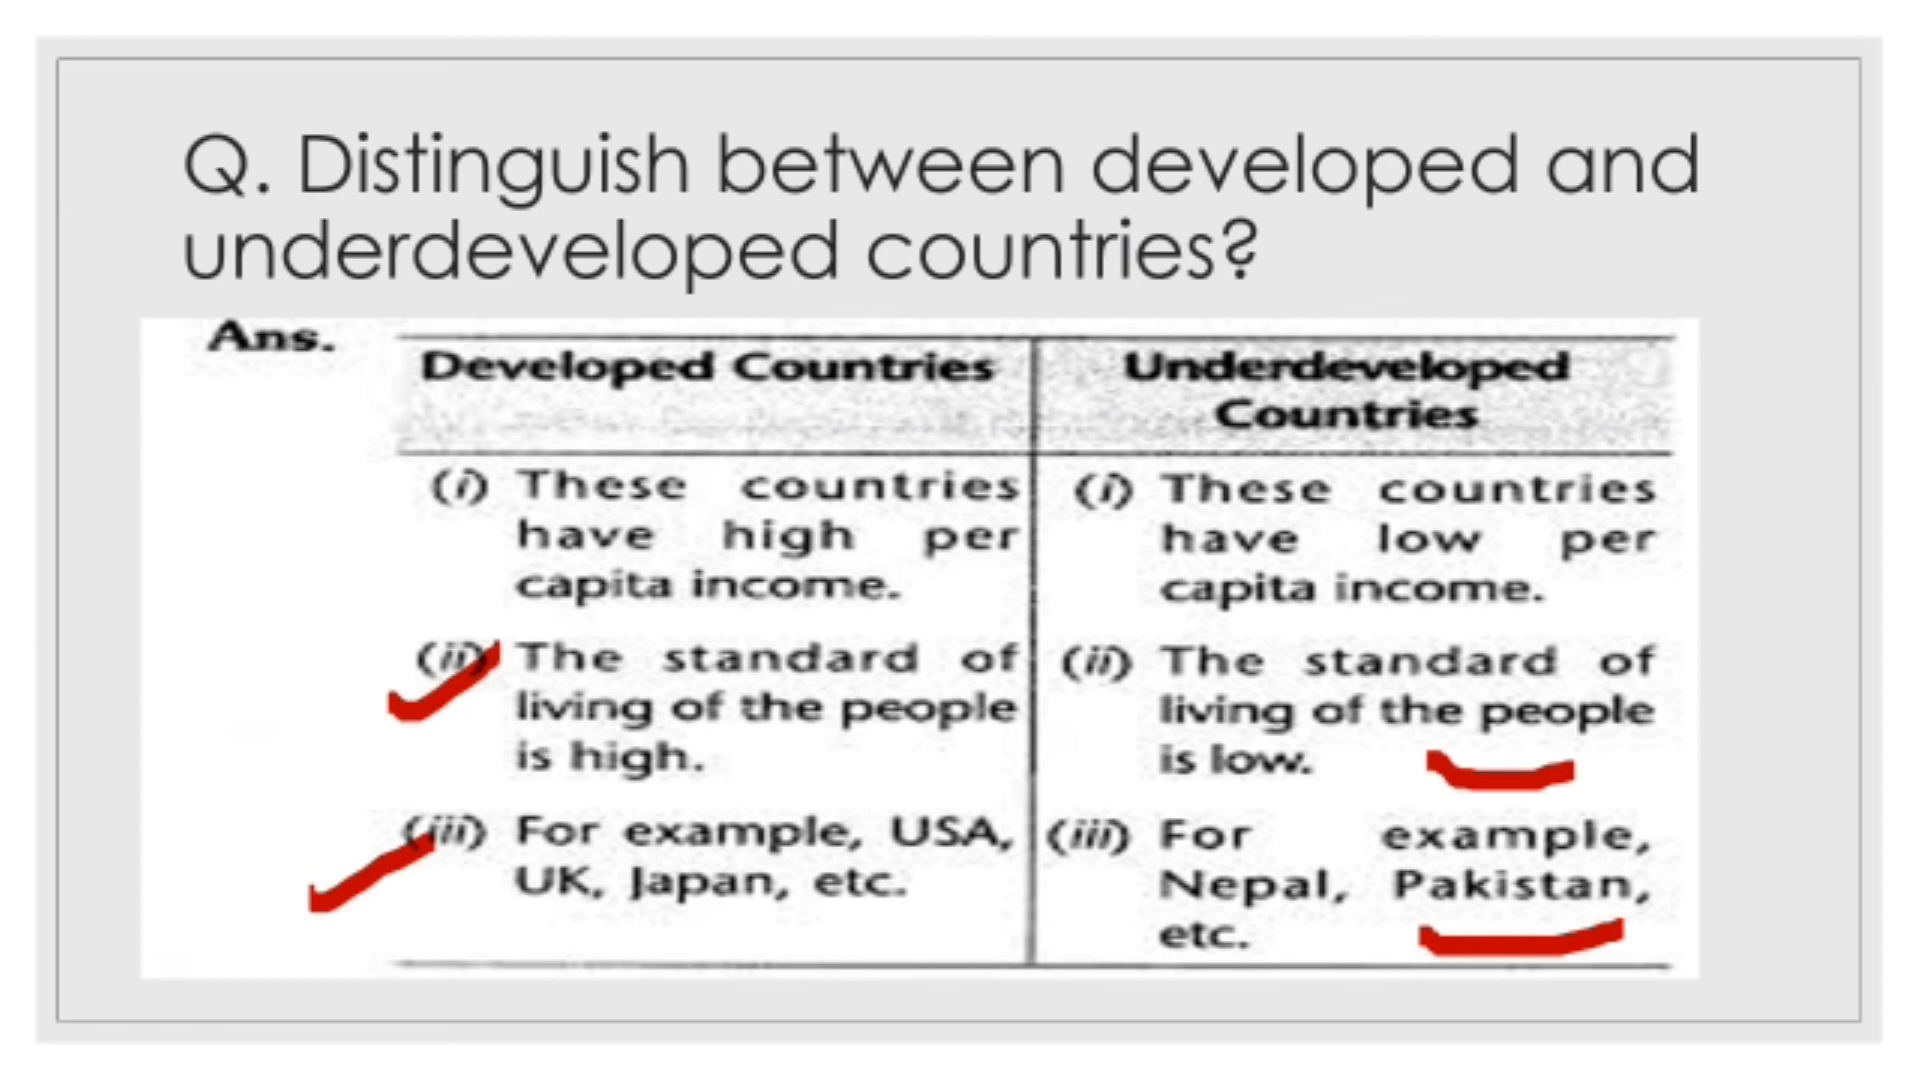 Q. Distinguish between developed and
underdeveloped countries?
Ans.
Developed Countries
(i) These countries
have high per
capita income.
(ii) The standard of
living of the people
is high.
(iii) For example, USA,
UK, Japan, etc.
Underdeveloped
Countries
(i) These countries
have low per
capita income.
(ii) The standard of
living of the people
is low.
(iii) For example,
Nepal, Pakistan,
etc.